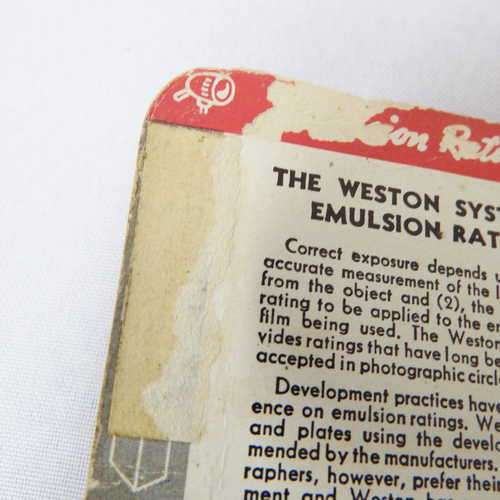 sion Rat
THE WESTON SYST
EMULSION RAT
Correct exposure depends u
accurate measurement of the l
from the object and (2), the
rating to be applied to the em
film being used. The Weston
vides ratings that have long be
accepted in photographic circl
Development practices have
ence on emulsion ratings. We
and plates using the develo
mended by the manufacturers.
raphers, however, prefer their
ment and Weston